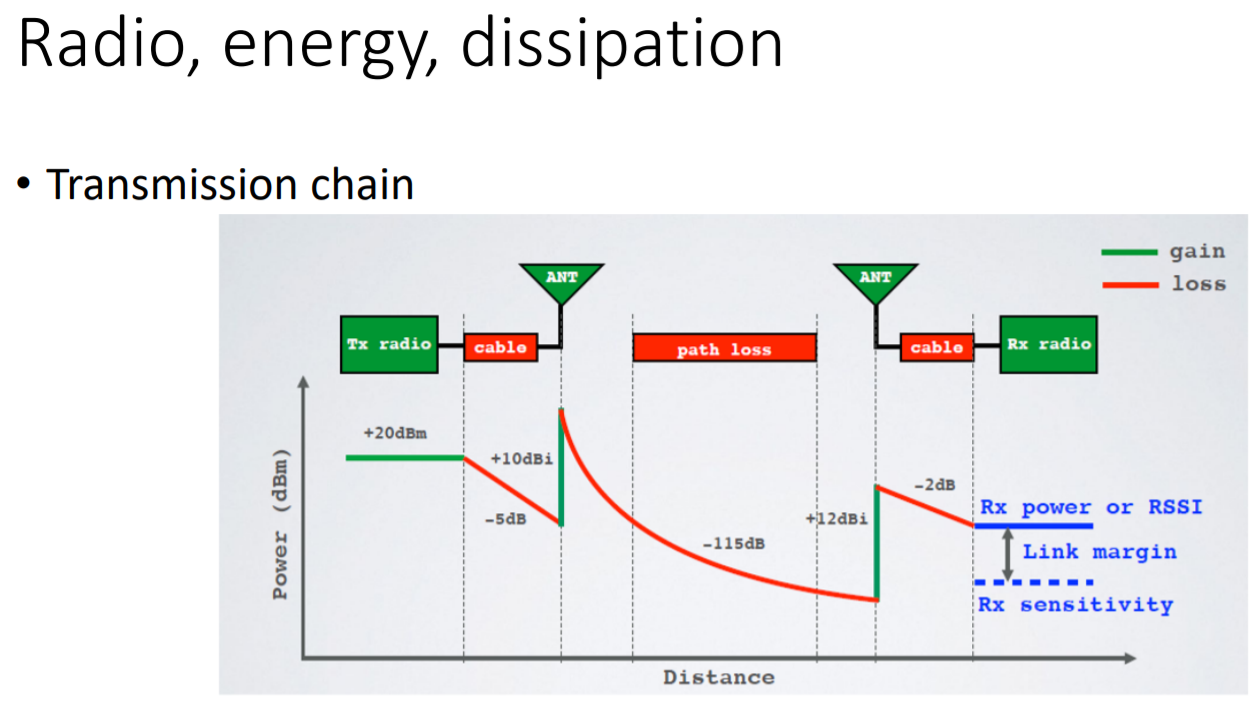 Radio, energy, dissipation
• Transmission chain
gain
loss
ANT
ANT
Tx radio
cable
path loss
cable
Rx radio
+20dBm
+10dBi
-5dB
-115dB
+12dBi
-2dB
Rx power or RSSI
Link margin
Rx sensitivity
Power (dBm)
Distance